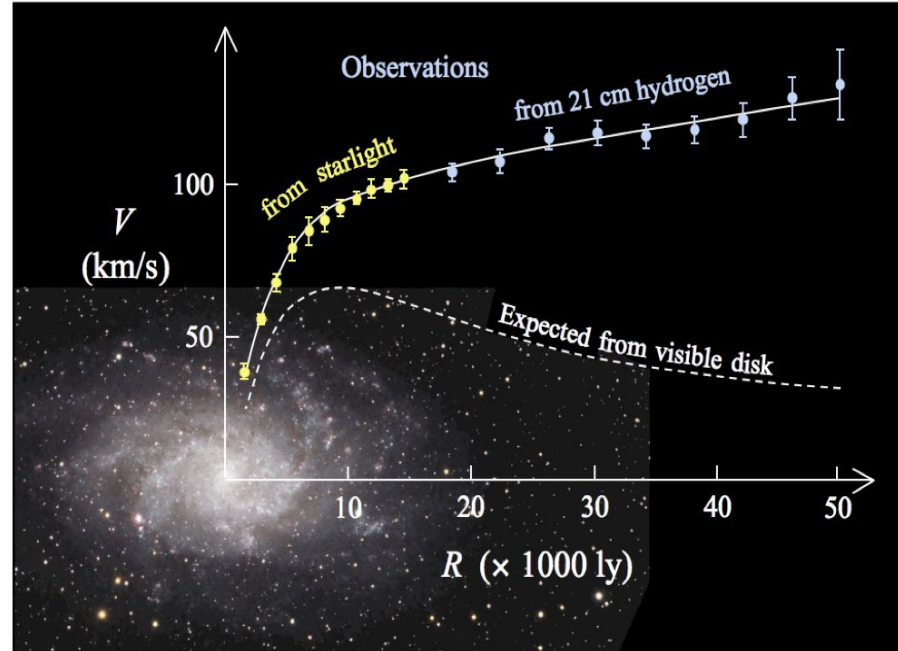 Observations
from 21 cm hydrogen
from starlight
100
V
(km/s)
50
Expected from visible disk
10 20 30 40 50
R (× 1000 ly)